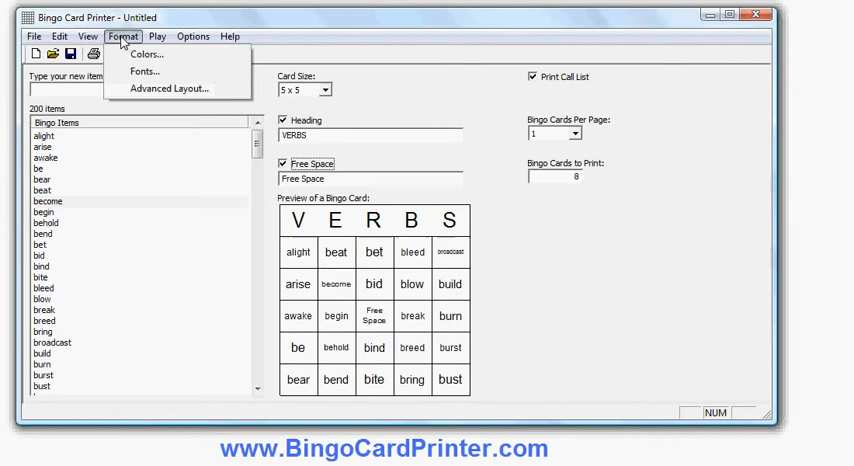 Bingo Card Printer - Untitled
File Edit View Format Play Options Help
Colors...
Fonts...
Advanced Layout...
Type your new item
200 items
Bingo Items
alight
arise
awake
be
bear
beat
become
begin
behold
bend
bet
bid
bind
bite
bleed
blow
break
breed
bring
broadcast
build
burn
burst
bust
Card Size:
5 x 5
Heading
VERBS
Free Space
Free Space
Preview of a Bingo Card:
V E R B S
alight beat bet bleed broadcast
arise become bid blow build
awake begin Free Space break burn
be behold bind breed burst
bear bend bite bring bust
Print Call List
Bingo Cards Per Page:
1
Bingo Cards to Print:
8
NUM
www.BingoCardPrinter.com